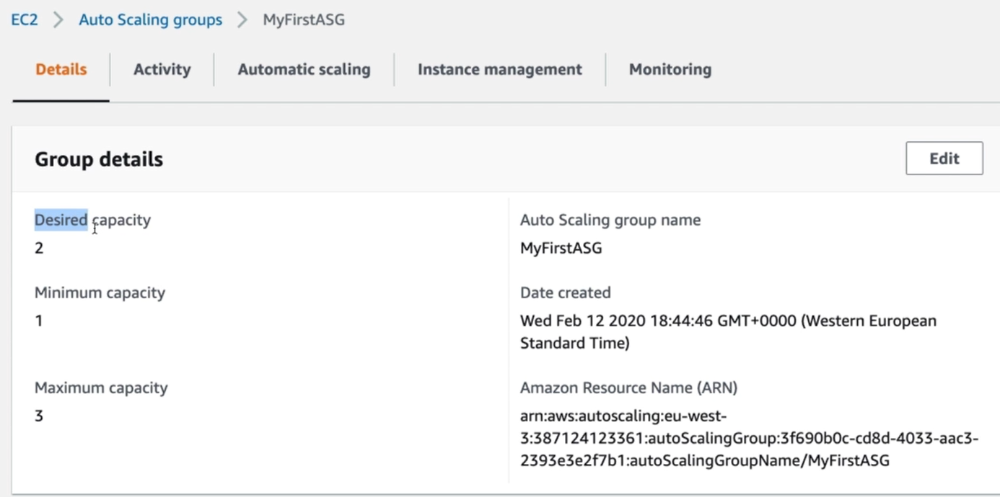 EC2 > Auto Scaling groups > MyFirstASG
Details Activity Automatic scaling Instance management Monitoring
Group details Edit
Desired capacity
2
Minimum capacity
1
Maximum capacity
3
Auto Scaling group name
MyFirstASG
Date created
Wed Feb 12 2020 18:44:46 GMT+0000 (Western European
Standard Time)
Amazon Resource Name (ARN)
arn:aws:autoscaling:eu-west-
3:387124123361:autoScalingGroup:3f690b0c-cd8d-4033-aac3-
2393e3e2f7b1:autoScalingGroupName/MyFirstASG